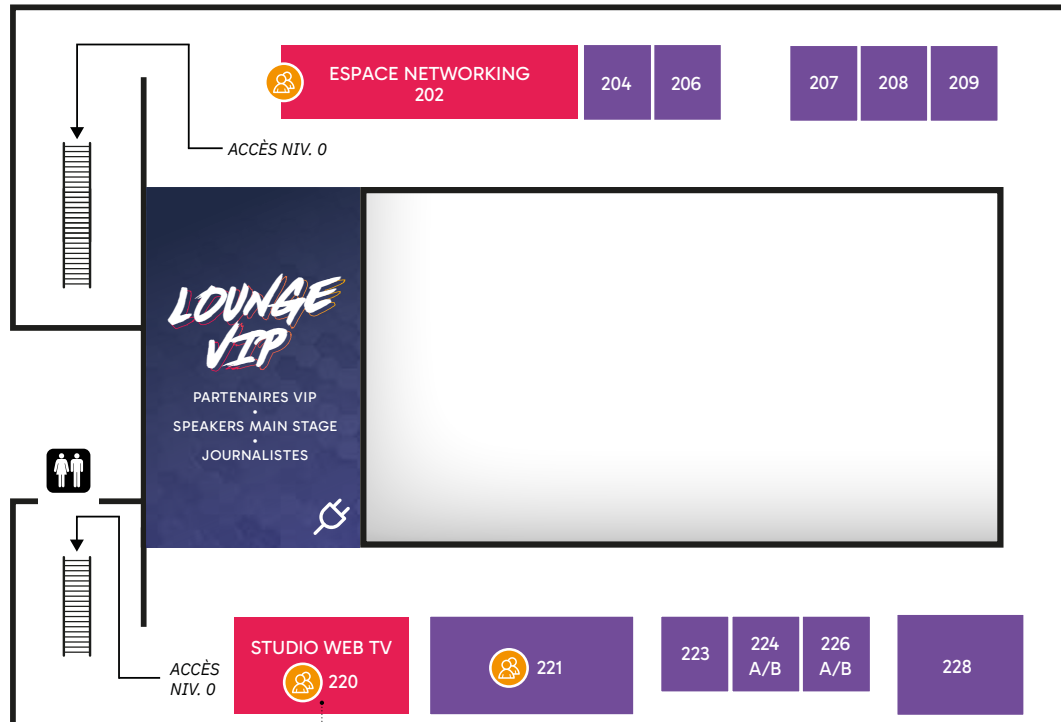 ESPACE NETWORKING
202
204
206
207
208
209
ACCÈS NIV. 0
LOUNGE
VIP
PARTENAIRES VIP
•
SPEAKERS MAIN STAGE
•
JOURNALISTES
ACCÈS
NIV. 0
STUDIO WEB TV
220
221
223
224
A/B
226
A/B
228